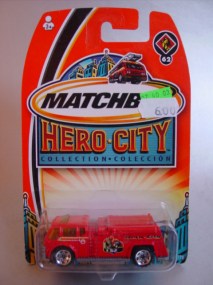 62
MATCHB
600
HERO·CITY
COLLECTION • COLECCIÓN